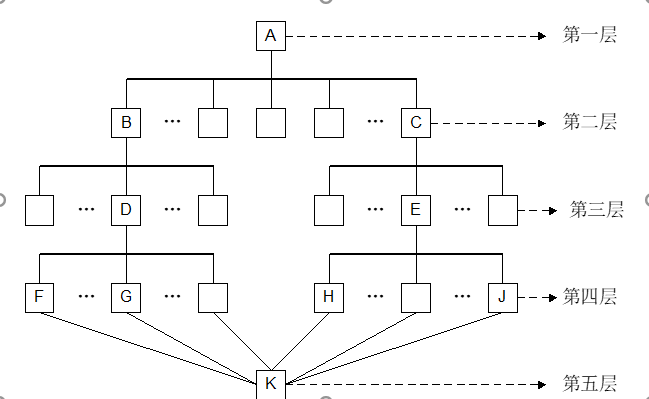 A 第一层
B … … C 第二层
… D … … E … 第三层
F … G … H … … J 第四层
K 第五层